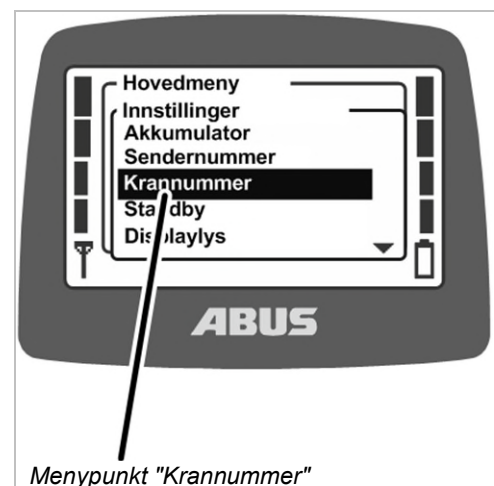 Hovedmeny
Innstillinger
Akkumulator
Sendernummer
Krannummer
Standby
Displaylys
ABUS
Menypunkt "Krannummer"